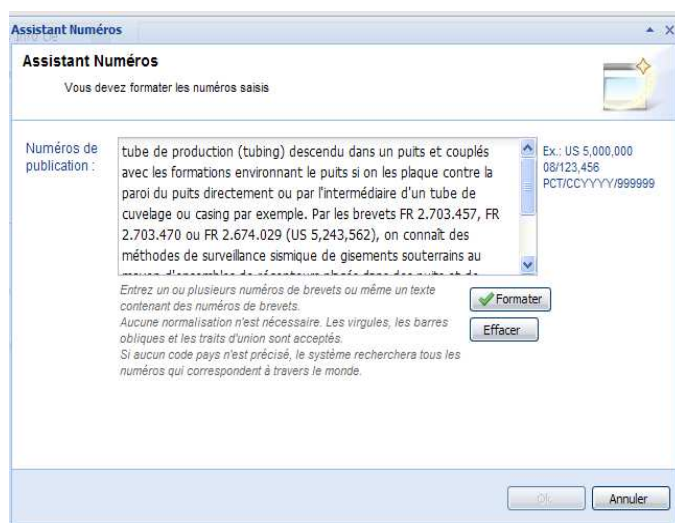 Assistant Numéros
Assistant Numéros
Vous devez formater les numéros saisis
Numéros de
publication :
tube de production (tubing) descendu dans un puits et couplés
avec les formations environnant le puits si on les plaque contre la
paroi du puits directement ou par l'intermédiaire d'un tube de
cuvelage ou casing par exemple. Par les brevets FR 2.703.457, FR
2.703.470 ou FR 2.674.029 (US 5,243,562), on connaît des
méthodes de surveillance sismique de gisements souterrains au
Ex.: US 5,000,000
08/123,456
PCT/CCYYYY/999999
Entrez un ou plusieurs numéros de brevets ou même un texte
contenant des numéros de brevets.
Aucune normalisation n'est nécessaire. Les virgules, les barres
obliques et les traits d'union sont acceptés.
Si aucun code pays n'est précisé, le système recherchera tous les
numéros qui correspondent à travers le monde.
Formater
Effacer
Ok
Annuler